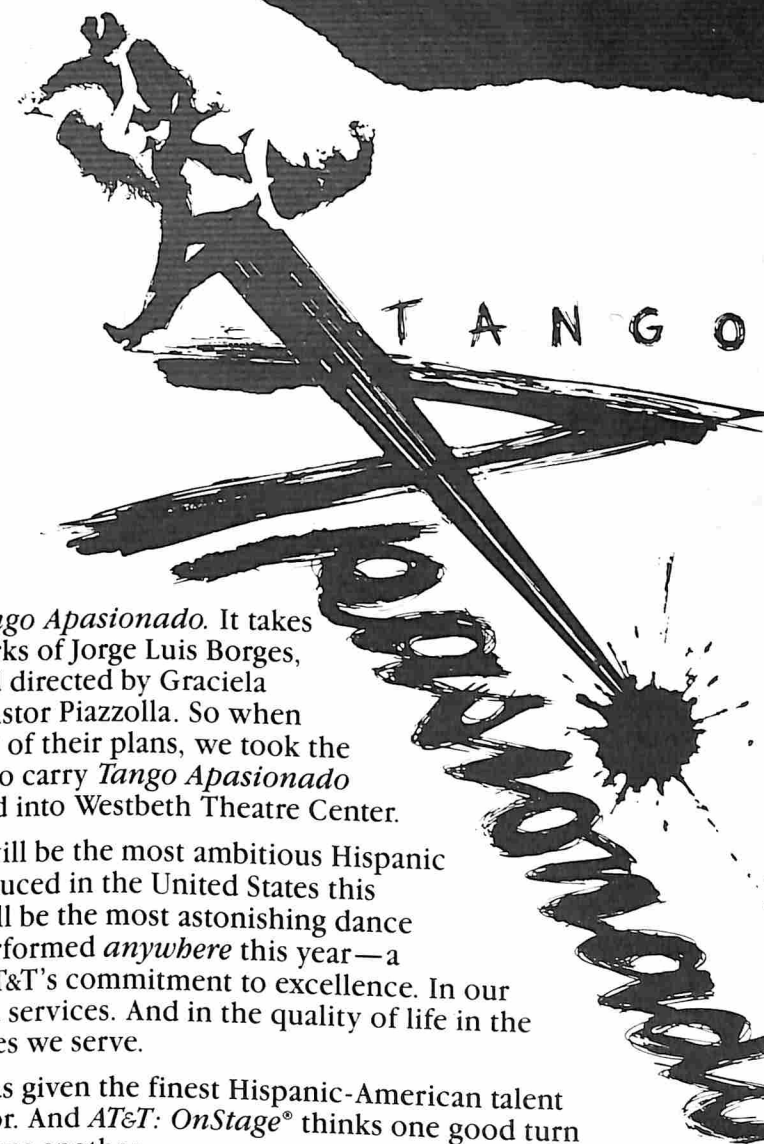 TANGO
Apasionado
ngo Apasionado. It takes
rks of Jorge Luis Borges,
directed by Graciela
stor Piazzolla. So when
of their plans, we took the
o carry Tango Apasionado
d into Westbeth Theatre Center.
ill be the most ambitious Hispanic
uced in the United States this
ll be the most astonishing dance
rformed anywhere this year—a
T&T's commitment to excellence. In our
services. And in the quality of life in the
es we serve.
s given the finest Hispanic-American talent
or. And AT&T: OnStage® thinks one good turn